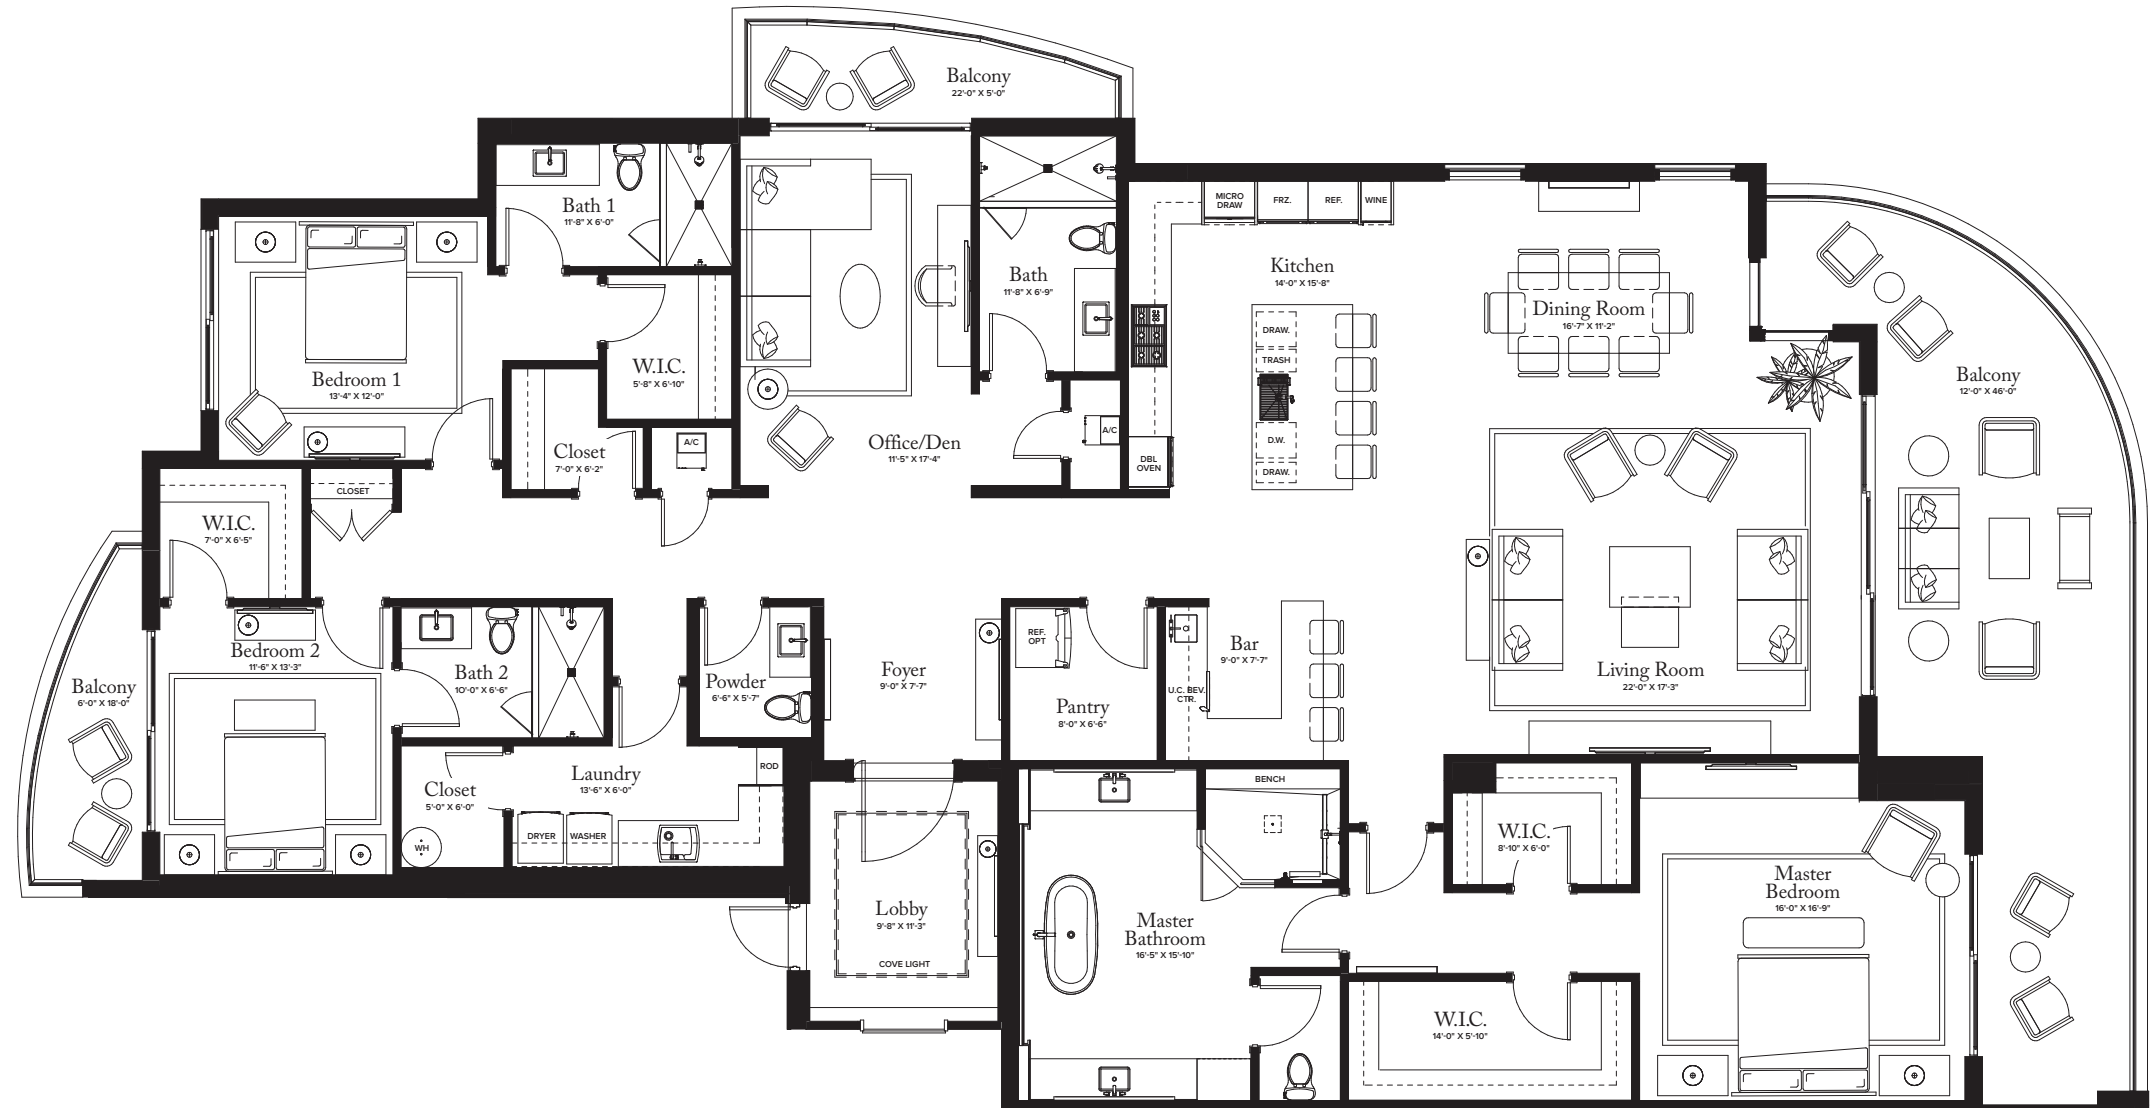 Balcony
22'-0" X 5'-0"
Bath 1
11'-8" X 6'-0"
MICRO
DRAW
FRZ.
REF.
WINE
Kitchen
14'-0" X 15'-8"
Bath
11'-8" X 6'-9"
Dining Room
16'-7" X 11'-2"
DRAW.
TRASH
D.W.
DRAW.
Bedroom 1
13'-4" X 12'-0"
W.I.C.
5'-8" X 6'-10"
Balcony
12'-0" X 46'-0"
Closet
7'-0" X 6'-2"
A/C
Office/Den
11'-5" X 17'-4"
A/C
DBL
OVEN
CLOSET
W.I.C.
7'-0" X 6'-5"
Bedroom 2
11'-6" X 13'-3"
Bath 2
10'-0" X 6'-6"
Powder
6'-6" X 5'-7"
Foyer
9'-0" X 7'-7"
REF.
OPT
Pantry
8'-0" X 6'-6"
Bar
9'-0" X 7'-7"
U.C. BEV.
CTR.
Living Room
22'-0" X 17'-3"
Balcony
6'-0" X 18'-0"
Closet
5'-0" X 6'-0"
WH
Laundry
13'-6" X 6'-0"
ROD
DRYER
WASHER
BENCH
W.I.C.
8'-10" X 6'-0"
Master
Bedroom
16'-0" X 16'-9"
Lobby
9'-8" X 11'-3"
COVE LIGHT
Master
Bathroom
16'-5" X 15'-10"
W.I.C.
14'-0" X 5'-10"